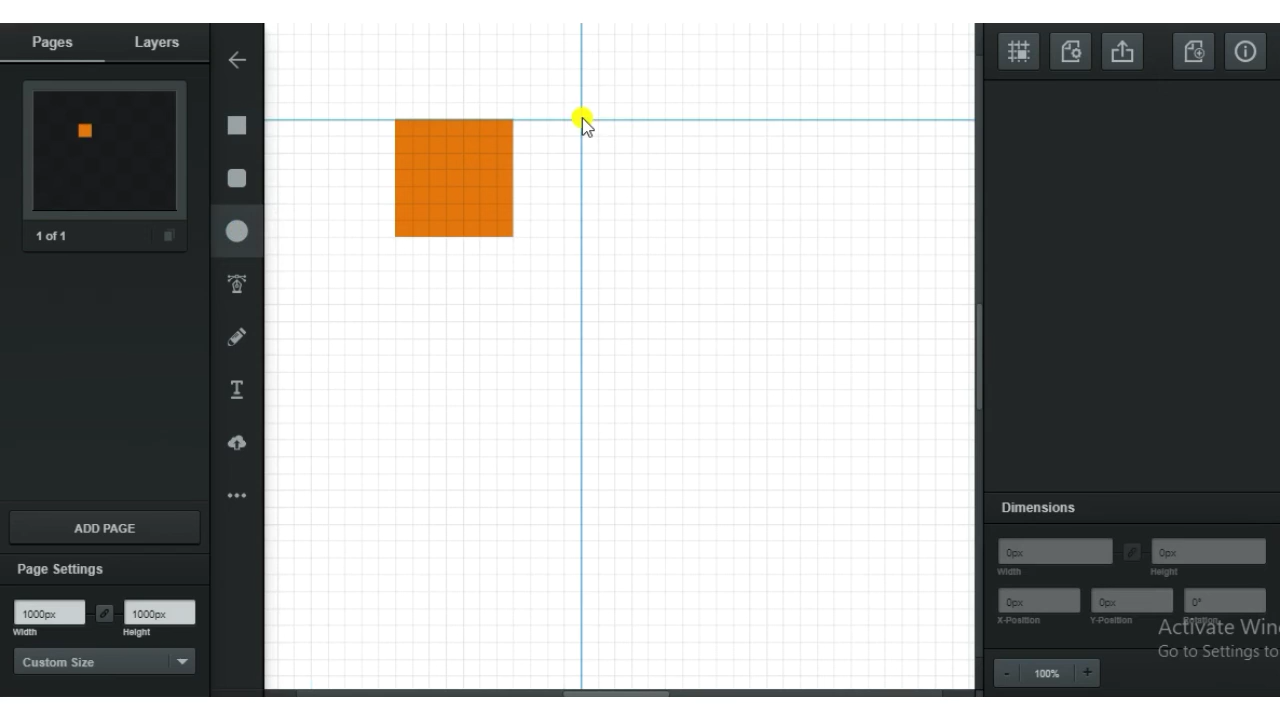 Pages Layers
1 of 1
ADD PAGE
Page Settings
1000px 1000px
Width Height
Custom Size
T
Dimensions
0px 0px
Width Height
0px 0px 0°
X-Position Y-Position Rotation
Activate Win
Go to Settings to
- 100% +